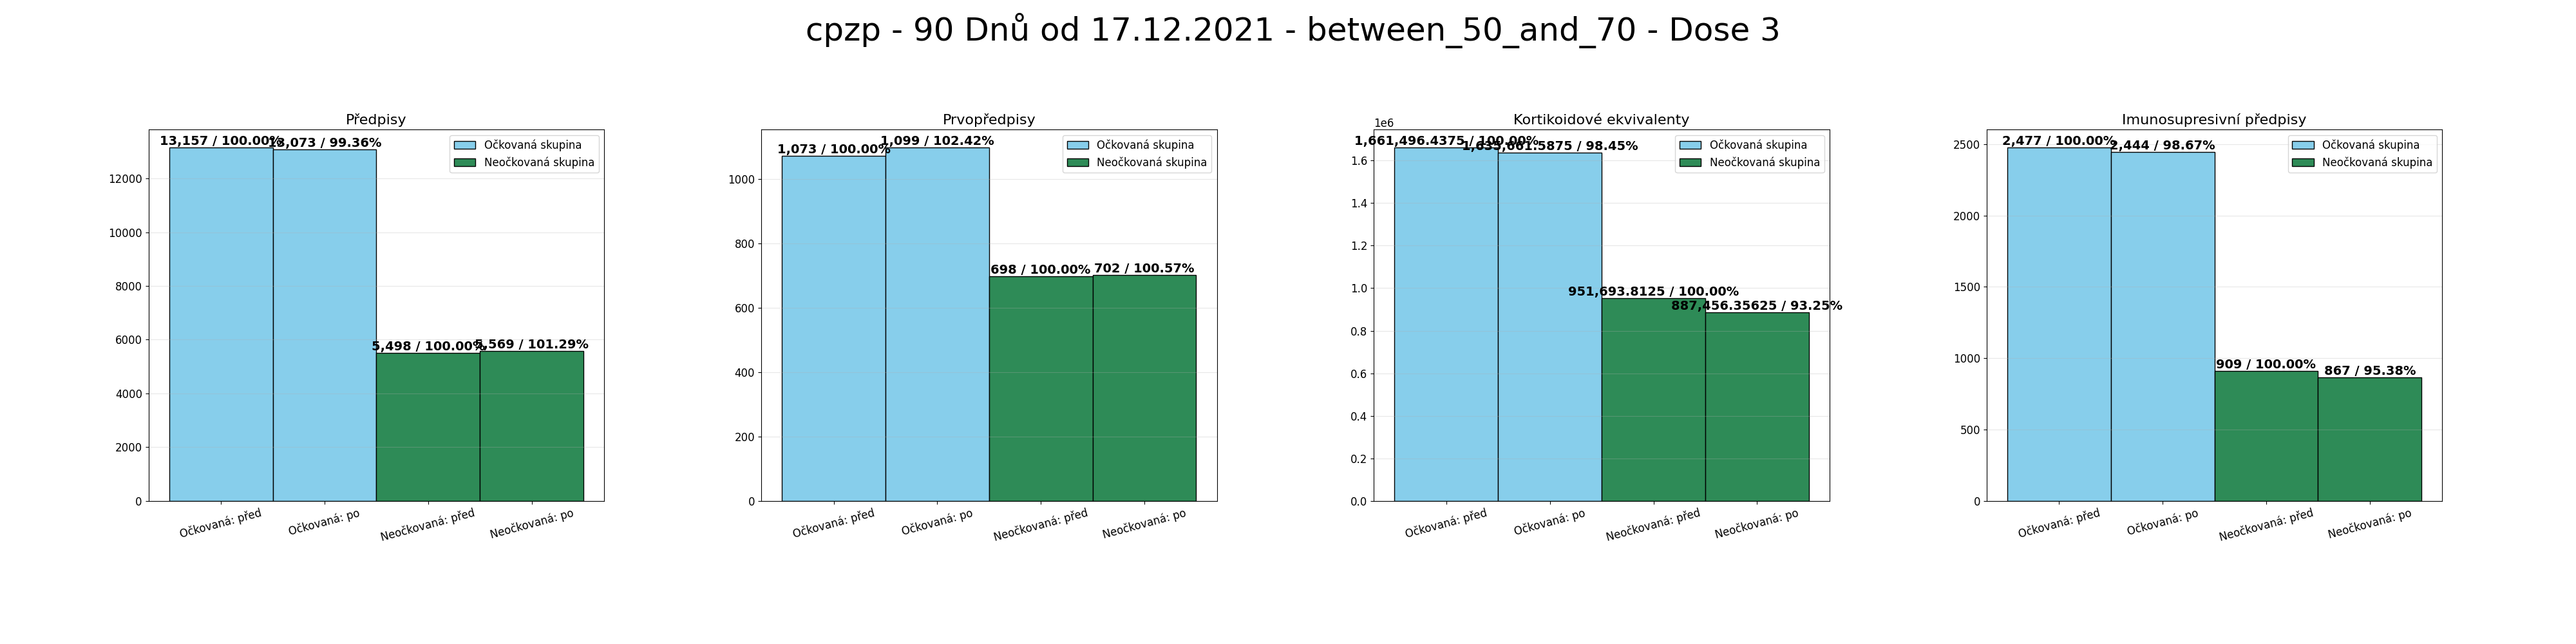 cpzp - 90 Dnů od 17.12.2021 - between_50_and_70 - Dose 3
Předpisy
13,157 / 100.00%
13,073 / 99.36%
5,498 / 100.00%
5,569 / 101.29%
Očkovaná skupina
Neočkovaná skupina
12000
10000
8000
6000
4000
2000
0
Očkovaná: před
Očkovaná: po
Neočkovaná: před
Neočkovaná: po
Prvopředpisy
1,073 / 100.00%
1,099 / 102.42%
698 / 100.00%
702 / 100.57%
Očkovaná skupina
Neočkovaná skupina
1000
800
600
400
200
0
Očkovaná: před
Očkovaná: po
Neočkovaná: před
Neočkovaná: po
Kortikoidové ekvivalenty
1e6
1,661,496.4375 / 100.00%
/ 98.45%
951,693.8125 / 100.00%
887,456.35625 / 93.25%
Očkovaná skupina
Neočkovaná skupina
1.6
1.4
1.2
1.0
0.8
0.6
0.4
0.2
0.0
Očkovaná: před
Očkovaná: po
Neočkovaná: před
Neočkovaná: po
Imunosupresivní předpisy
2,477 / 100.00%
2,444 / 98.67%
909 / 100.00%
867 / 95.38%
Očkovaná skupina
Neočkovaná skupina
2500
2000
1500
1000
500
0
Očkovaná: před
Očkovaná: po
Neočkovaná: před
Neočkovaná: po